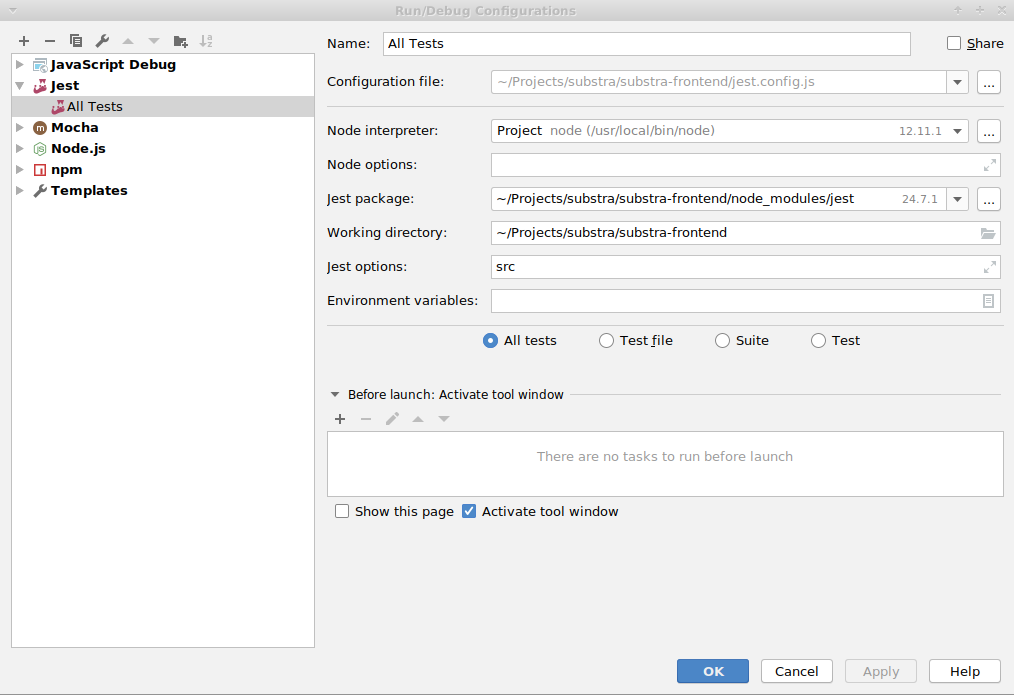 Run/Debug Configurations
JavaScript Debug
Jest
All Tests
Mocha
Node.js
npm
Templates
Name: All Tests Share
Configuration file: ~/Projects/substra/substra-frontend/jest.config.js ...
Node interpreter: Project node (/usr/local/bin/node) 12.11.1 ...
Node options:
Jest package: ~/Projects/substra/substra-frontend/node_modules/jest 24.7.1 ...
Working directory: ~/Projects/substra/substra-frontend
Jest options: src
Environment variables:
All tests Test file Suite Test
Before launch: Activate tool window
There are no tasks to run before launch
Show this page Activate tool window
OK Cancel Apply Help